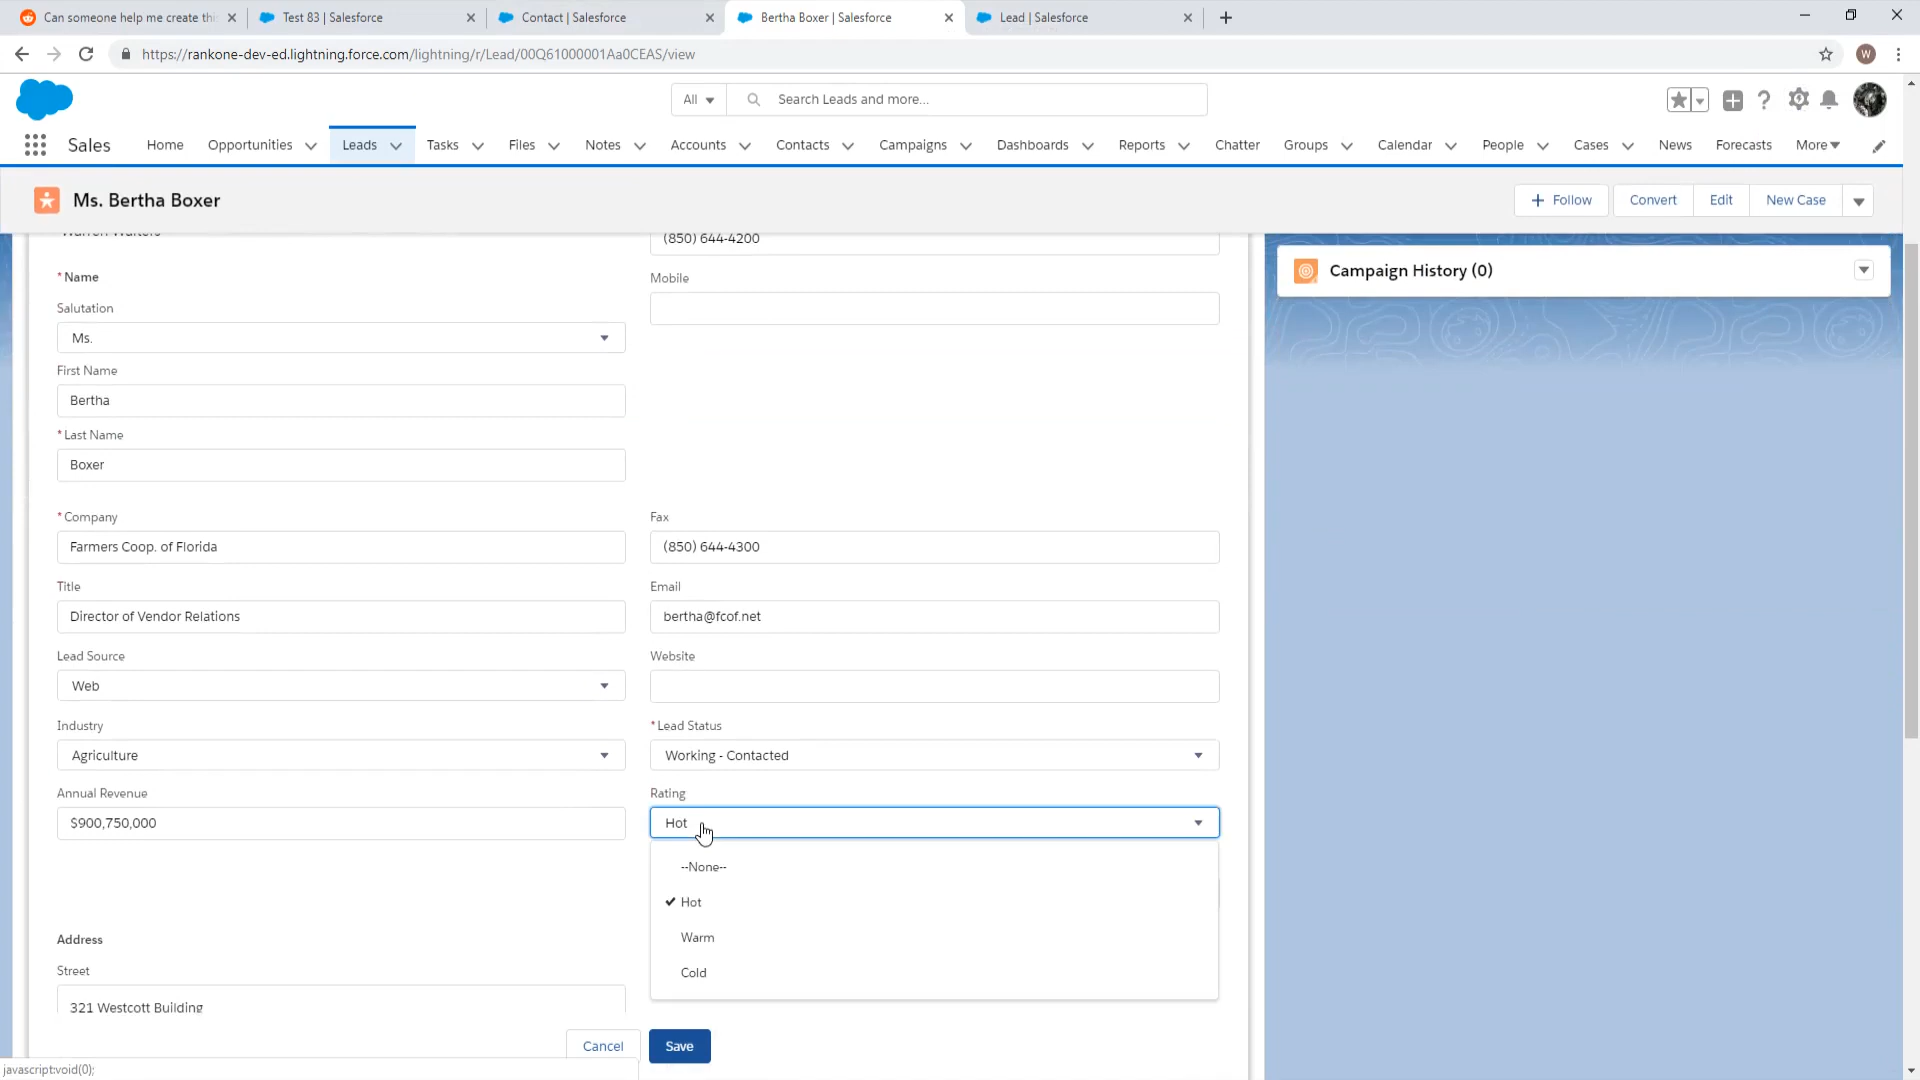 Can someone help me create thi
Test 83 | Salesforce
Contact | Salesforce
Bertha Boxer | Salesforce
Lead | Salesforce
https://rankone-dev-ed.lightning.force.com/lightning/r/Lead/00Q61000001Aa0CEAS/view
W
All
Search Leads and more...
Sales
Home
Opportunities
Leads
Tasks
Files
Notes
Accounts
Contacts
Campaigns
Dashboards
Reports
Chatter
Groups
Calendar
People
Cases
News
Forecasts
More
Ms. Bertha Boxer
Follow
Convert
Edit
New Case
Warren Walters
(850) 644-4200
Campaign History (0)
* Name
Mobile
Salutation
Ms.
First Name
Bertha
* Last Name
Boxer
* Company
Fax
Farmers Coop. of Florida
(850) 644-4300
Title
Email
Director of Vendor Relations
bertha@fcof.net
Lead Source
Website
Web
Industry
* Lead Status
Agriculture
Working - Contacted
Annual Revenue
Rating
$900,750,000
Hot
--None--
Hot
Warm
Cold
Address
Street
321 Westcott Building
Cancel
Save
javascript:void(0);